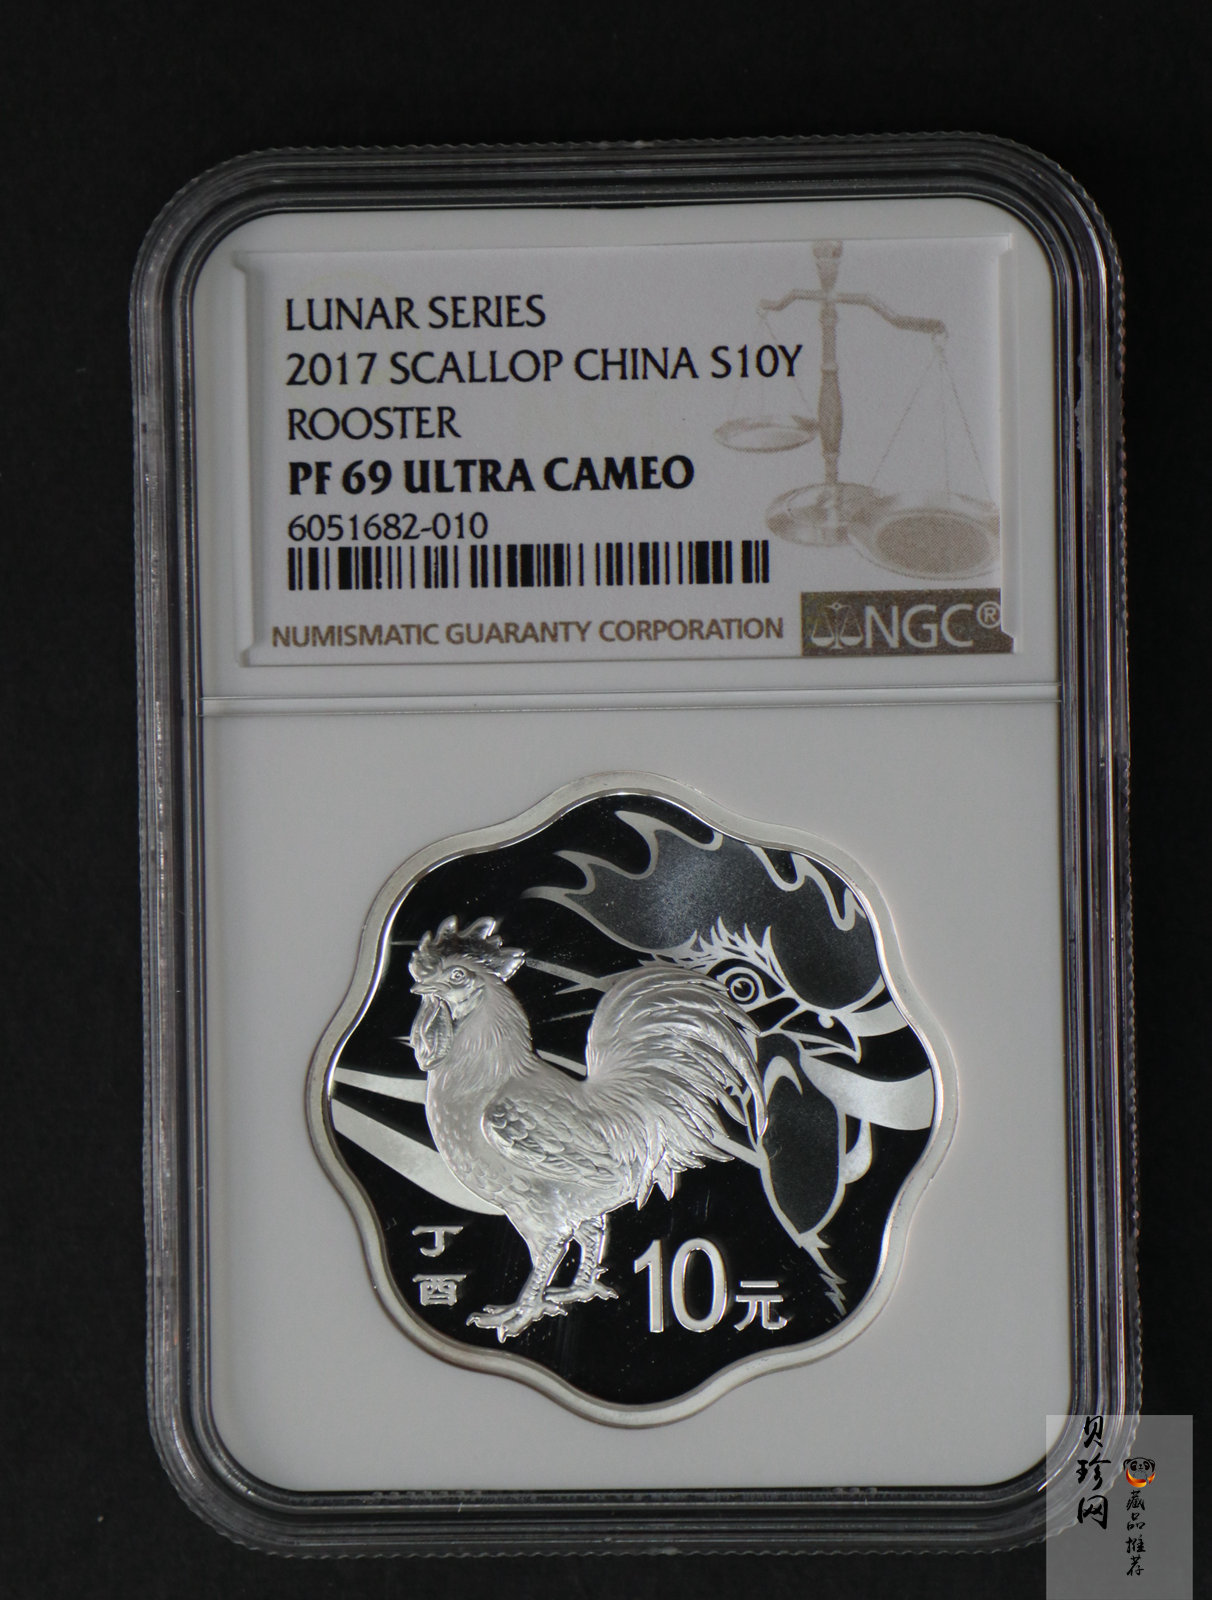 LUNAR SERIES
2017 SCALLOP CHINA S10Y
ROOSTER
PF 69 ULTRA CAMEO
6051682-010
NUMISMATIC GUARANTY CORPORATION
NGC®
丁
酉
10元
贝珍网
藏品推荐